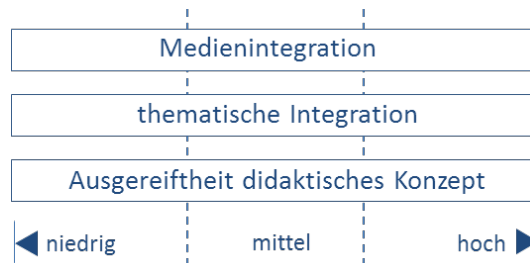 Medienintegration
thematische Integration
Ausgereiftheit didaktisches Konzept
niedrig mittel hoch